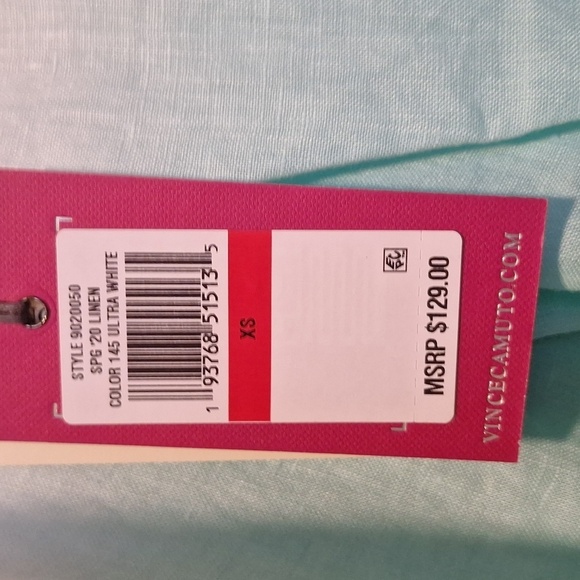 STYLE 9020050
SPG '20 LINEN
COLOR 145 ULTRA WHITE
1 93768 51513 5
XS
MSRP $129.00
VINCECAMUTO.COM